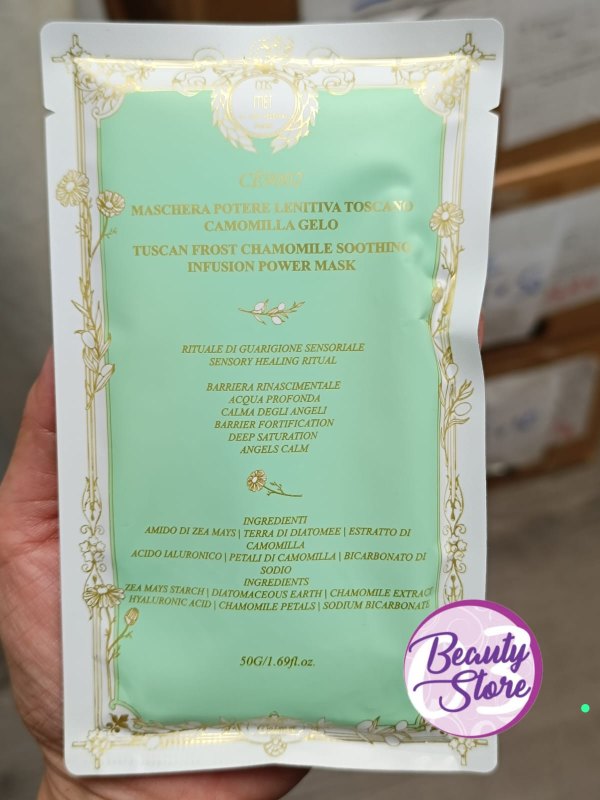 MASCHERA POTERE LENITIVA TOSCANO
CAMOMILLA GELO
TUSCAN FROST CHAMOMILE SOOTHING
INFUSION POWER MASK
RITUALE DI GUARIGIONE SENSORIALE
SENSORY HEALING RITUAL
BARRIERA RINASCIMENTALE
ACQUA PROFONDA
CALMA DEGLI ANGELI
BARRIER FORTIFICATION
DEEP SATURATION
ANGELS CALM
INGREDIENTI
AMIDO DI ZEA MAYS | TERRA DI DIATOMEE | ESTRATTO DI
CAMOMILLA
ACIDO IALURONICO | PETALI DI CAMOMILLA | BICARBONATO DI
SODIO
INGREDIENTS
ZEA MAYS STARCH | DIATOMACEOUS EARTH | CHAMOMILE EXTRACT
HYALURONIC ACID | CHAMOMILE PETALS | SODIUM BICARBONATE
50G/1.69fl.oz.
Beauty
Store